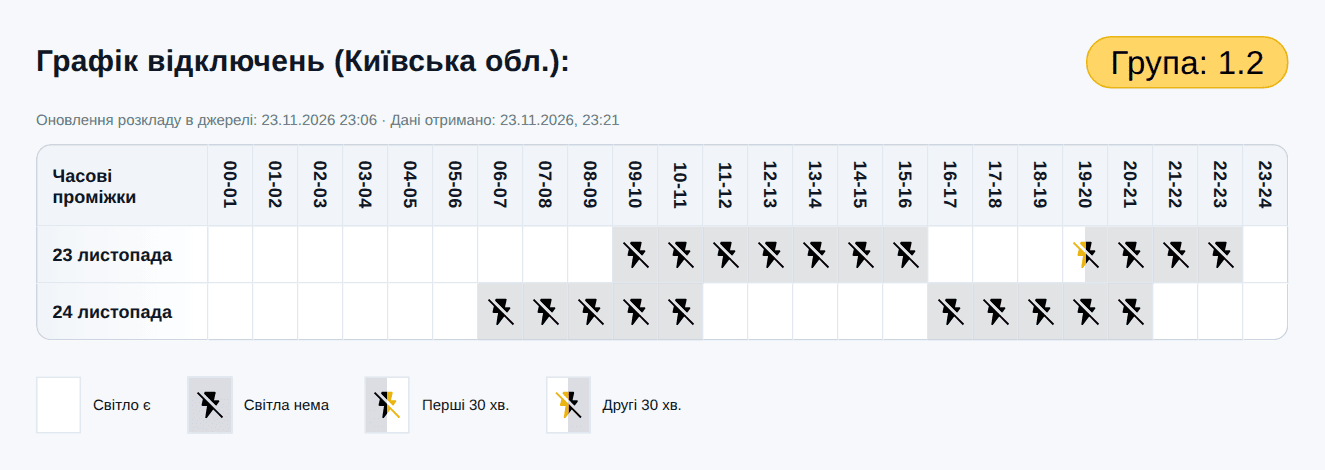 Графік відключень (Київська обл.):
Група: 1.2
Оновлення розкладу в джерелі: 23.11.2026 23:06 · Дані отримано: 23.11.2026, 23:21
Часові проміжки 00-01 01-02 02-03 03-04 04-05 05-06 06-07 07-08 08-09 09-10 10-11 11-12 12-13 13-14 14-15 15-16 16-17 17-18 18-19 19-20 20-21 21-22 22-23 23-24
23 листопада
24 листопада
Світло є Світла нема Перші 30 хв. Другі 30 хв.